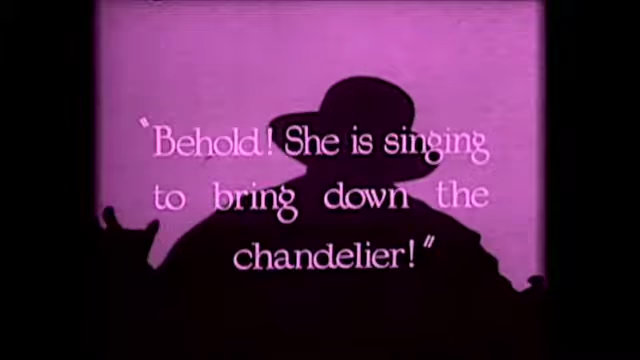 "Behold! She is singing
to bring down the
chandelier!"